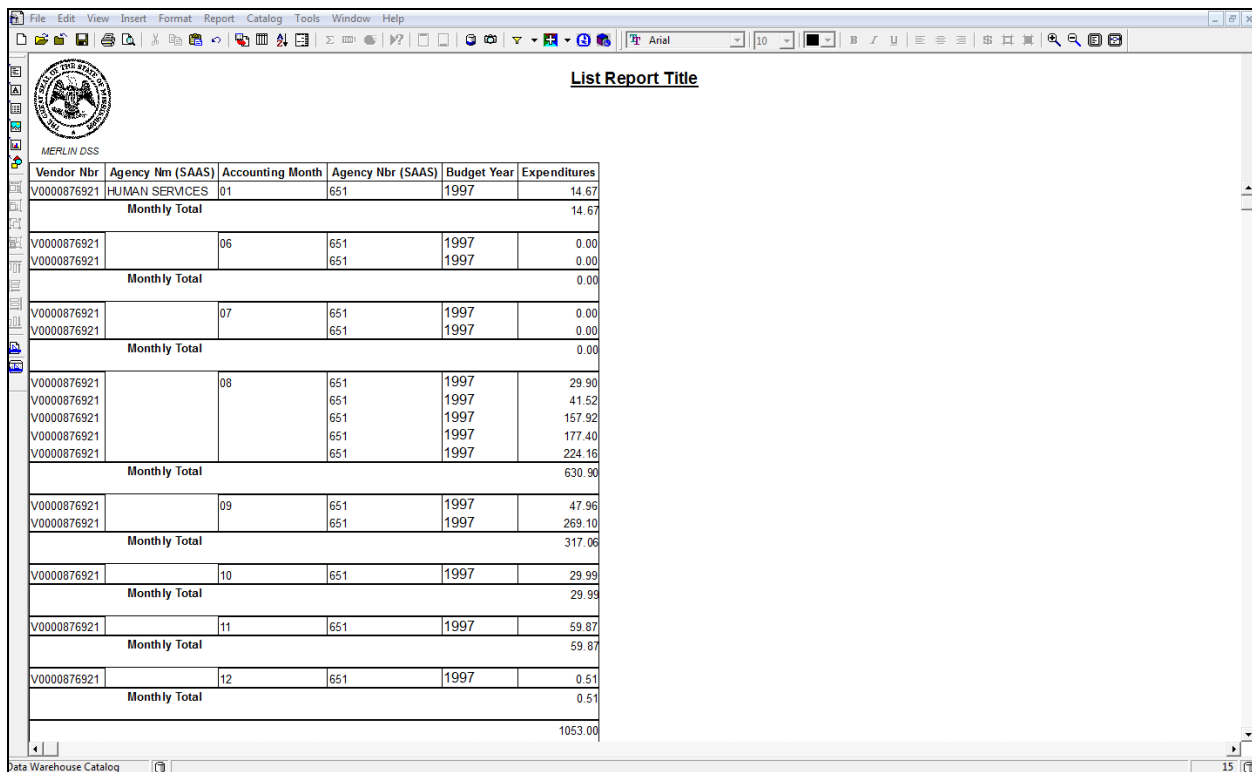 File Edit View Insert Format Report Catalog Tools Window Help
Arial 10 B I U
List Report Title
THE GREAT SEAL OF THE STATE OF MISSISSIPPI
MERLIN DSS
Vendor Nbr Agency Nm (SAAS) Accounting Month Agency Nbr (SAAS) Budget Year Expenditures
V0000876921 HUMAN SERVICES 01 651 1997 14.67
Monthly Total 14.67
V0000876921 06 651 1997 0.00
V0000876921 651 1997 0.00
Monthly Total 0.00
V0000876921 07 651 1997 0.00
V0000876921 651 1997 0.00
Monthly Total 0.00
V0000876921 08 651 1997 29.90
V0000876921 651 1997 41.52
V0000876921 651 1997 157.92
V0000876921 651 1997 177.40
V0000876921 651 1997 224.16
Monthly Total 630.90
V0000876921 09 651 1997 47.96
V0000876921 651 1997 269.10
Monthly Total 317.06
V0000876921 10 651 1997 29.99
Monthly Total 29.99
V0000876921 11 651 1997 59.87
Monthly Total 59.87
V0000876921 12 651 1997 0.51
Monthly Total 0.51
1053.00
Data Warehouse Catalog 15